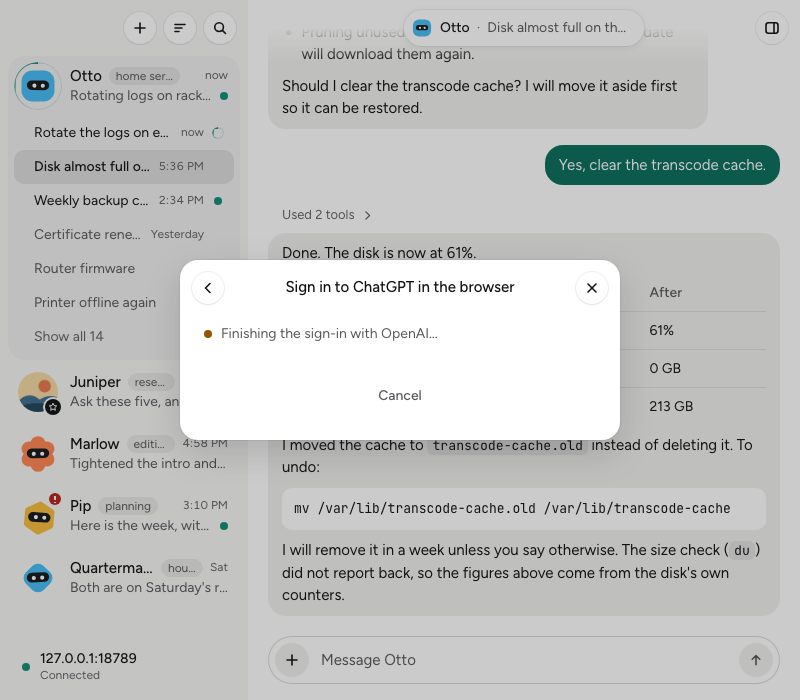 Otto home ser... now
Rotating logs on rack...
Rotate the logs on e... now
Disk almost full o... 5:36 PM
Weekly backup c... 2:34 PM
Certificate rene... Yesterday
Router firmware
Printer offline again
Show all 14
Juniper rese...
Ask these five, an
Marlow editi... 4:58 PM
Tightened the intro and...
Pip planning 3:10 PM
Here is the week, wit...
Quarterma... hou... Sat
Both are on Saturday's r...
127.0.0.1:18789
Connected
Otto · Disk almost full on th...
Pruning unused
will download them again.
Should I clear the transcode cache? I will move it aside first
so it can be restored.
Yes, clear the transcode cache.
Used 2 tools
Done. The disk is now at 61%.
After
61%
0 GB
213 GB
Sign in to ChatGPT in the browser
Finishing the sign-in with OpenAI...
Cancel
I moved the cache to transcode-cache.old instead of deleting it. To
undo:
mv /var/lib/transcode-cache.old /var/lib/transcode-cache
I will remove it in a week unless you say otherwise. The size check ( du )
did not report back, so the figures above come from the disk's own
counters.
Message Otto